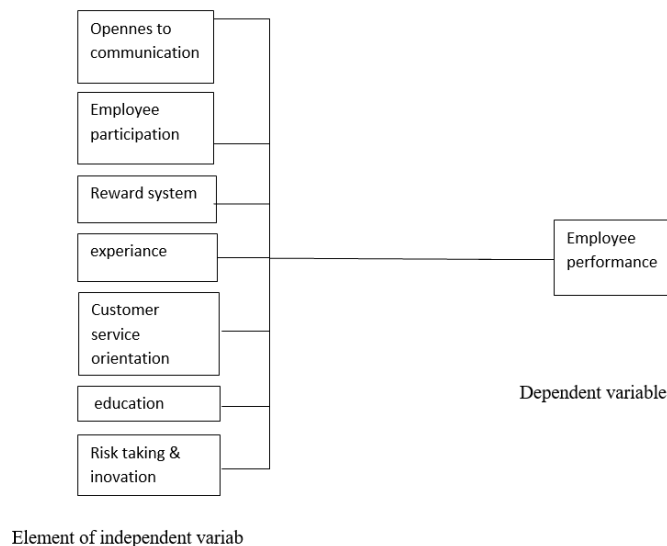 Opennes to
communication
Employee
participation
Reward system
experiance
Customer
service
orientation
education
Risk taking &
inovation
Employee
performance
Dependent variable
Element of independent variab